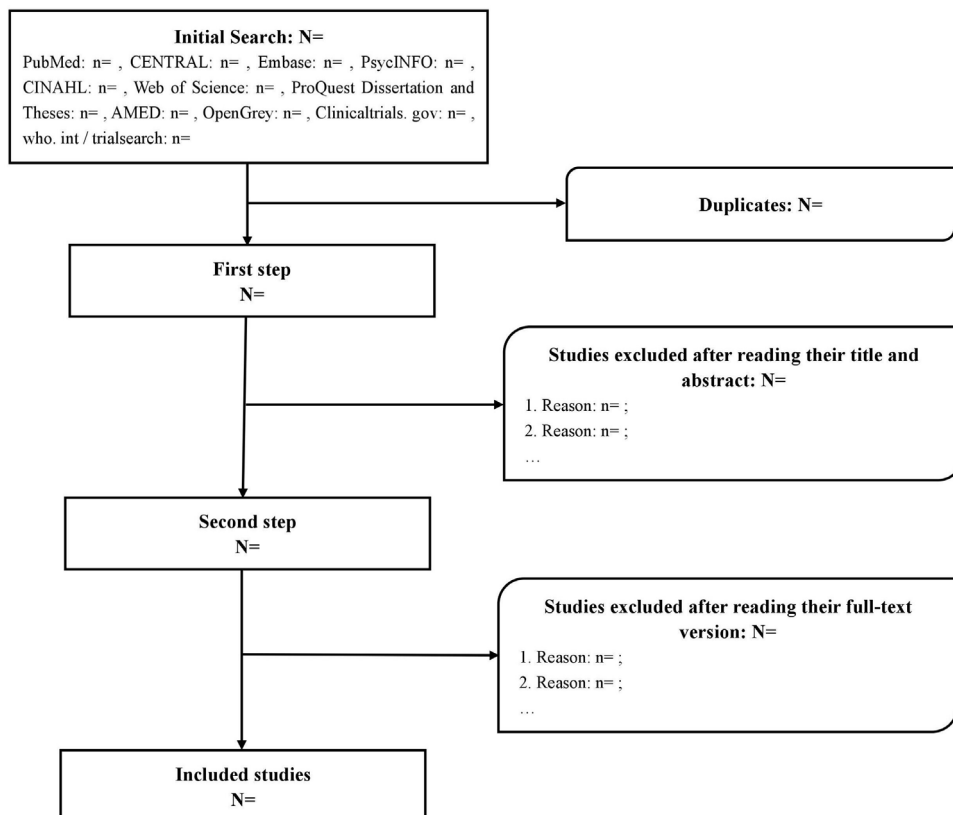 Initial Search: N=
PubMed: n= , CENTRAL: n= , Embase: n= , PsycINFO: n= ,
CINAHL: n= , Web of Science: n= , ProQuest Dissertation and
Theses: n= , AMED: n= , OpenGrey: n= , Clinicaltrials. gov: n= ,
who. int / trialsearch: n=
Duplicates: N=
First step
N=
Studies excluded after reading their title and
abstract: N=
1. Reason: n= ;
2. Reason: n= ;
…
Second step
N=
Studies excluded after reading their full-text
version: N=
1. Reason: n= ;
2. Reason: n= ;
…
Included studies
N=